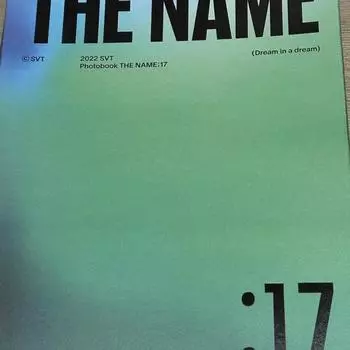 THE NAME
© SVT 2022 SVT (Dream in a dream)
Photobook THE NAME:17
:17